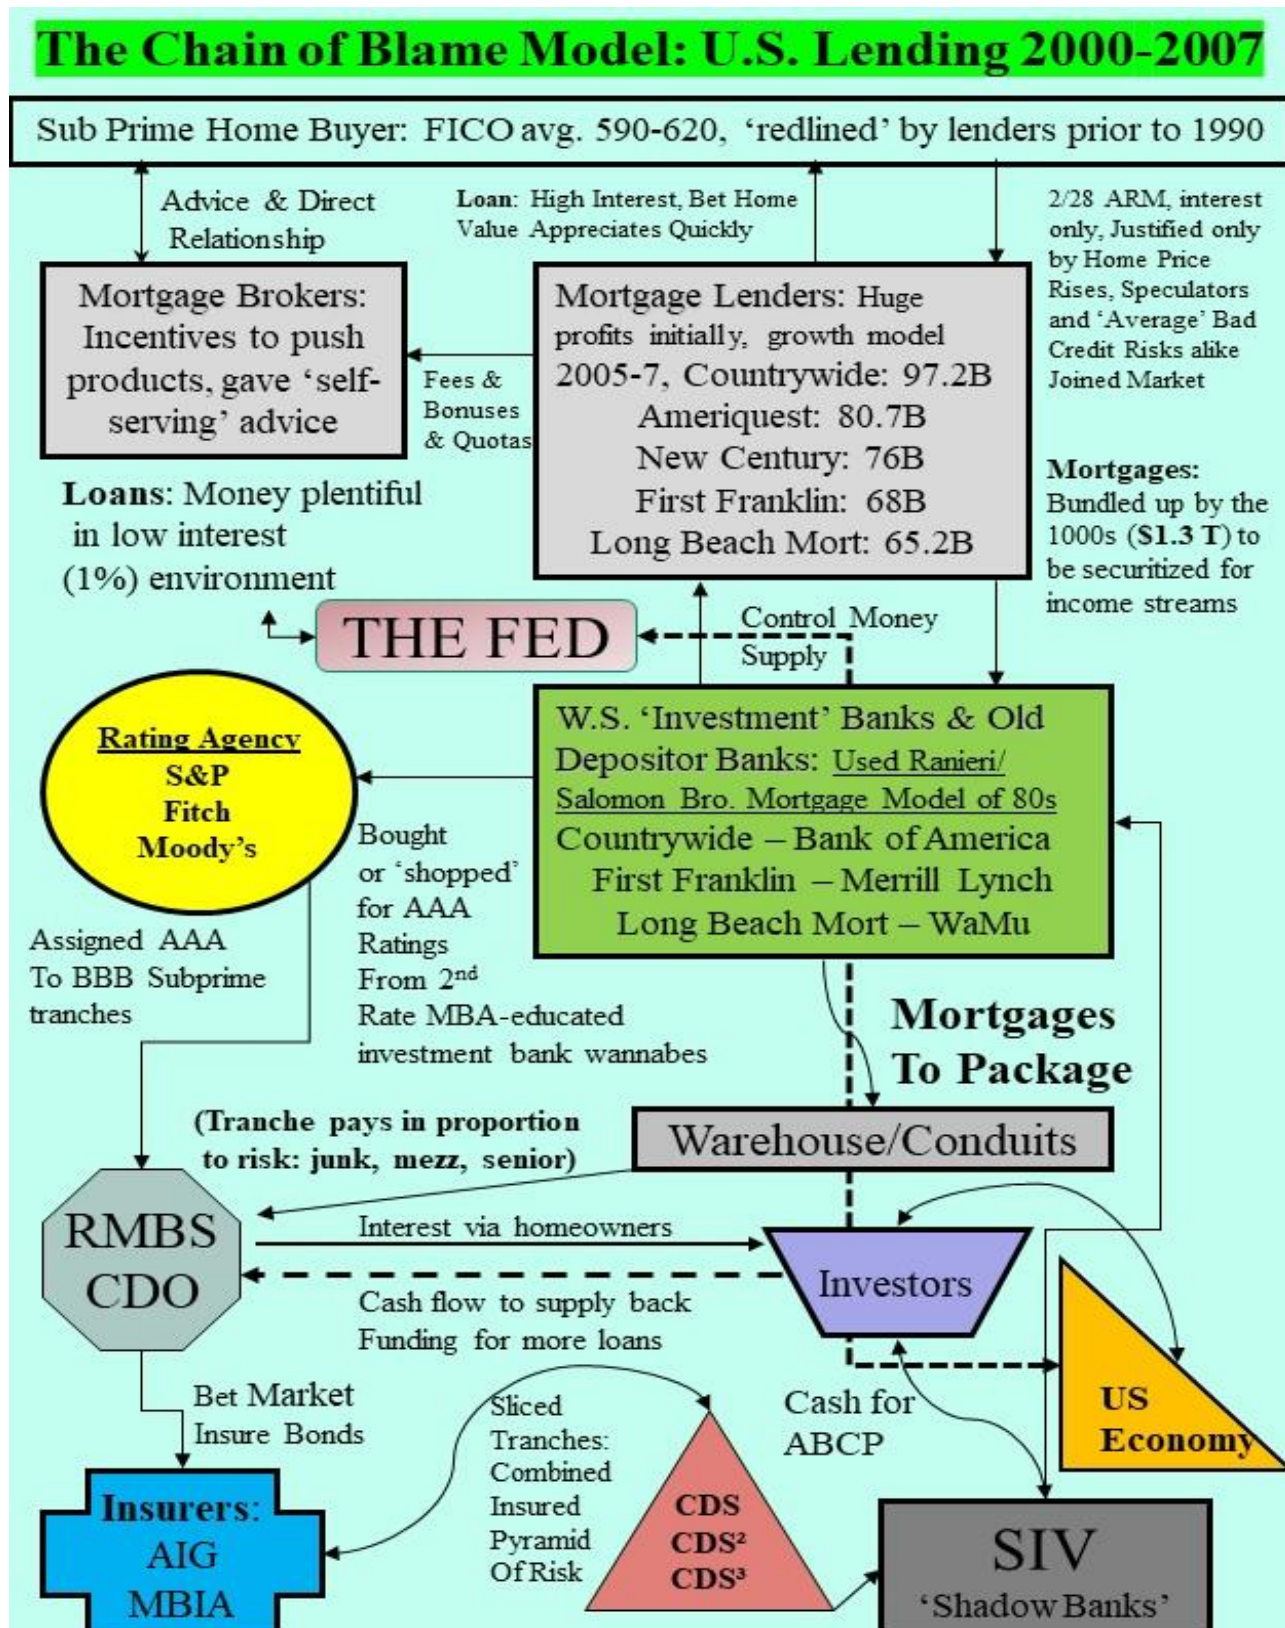 The Chain of Blame Model: U.S. Lending 2000-2007
Sub Prime Home Buyer: FICO avg. 590-620, ‘redlined’ by lenders prior to 1990
Advice & Direct
Relationship
Loan: High Interest, Bet Home
Value Appreciates Quickly
2/28 ARM, interest
only, Justified only
by Home Price
Rises, Speculators
and ‘Average’ Bad
Credit Risks alike
Joined Market
Mortgage Brokers:
Incentives to push
products, gave ‘self-
serving’ advice
Fees &
Bonuses
& Quotas
Mortgage Lenders: Huge
profits initially, growth model
2005-7, Countrywide: 97.2B
Ameriquest: 80.7B
New Century: 76B
First Franklin: 68B
Long Beach Mort: 65.2B
Mortgages:
Bundled up by the
1000s ($1.3 T) to
be securitized for
income streams
Loans: Money plentiful
in low interest
(1%) environment
THE FED
Control Money
Supply
Rating Agency
S&P
Fitch
Moody’s
W.S. ‘Investment’ Banks & Old
Depositor Banks: Used Ranieri/
Salomon Bro. Mortgage Model of 80s
Countrywide – Bank of America
First Franklin – Merrill Lynch
Long Beach Mort – WaMu
Bought
or ‘shopped’
for AAA
Ratings
From 2nd
Rate MBA-educated
investment bank wannabes
Assigned AAA
To BBB Subprime
tranches
Mortgages
To Package
(Tranche pays in proportion
to risk: junk, mezz, senior)
Warehouse/Conduits
RMBS
CDO
Interest via homeowners
Cash flow to supply back
Funding for more loans
Investors
US
Economy
Bet Market
Insure Bonds
Sliced
Tranches:
Combined
Insured
Pyramid
Of Risk
Cash for
ABCP
Insurers:
AIG
MBIA
CDS
CDS²
CDS³
SIV
‘Shadow Banks’